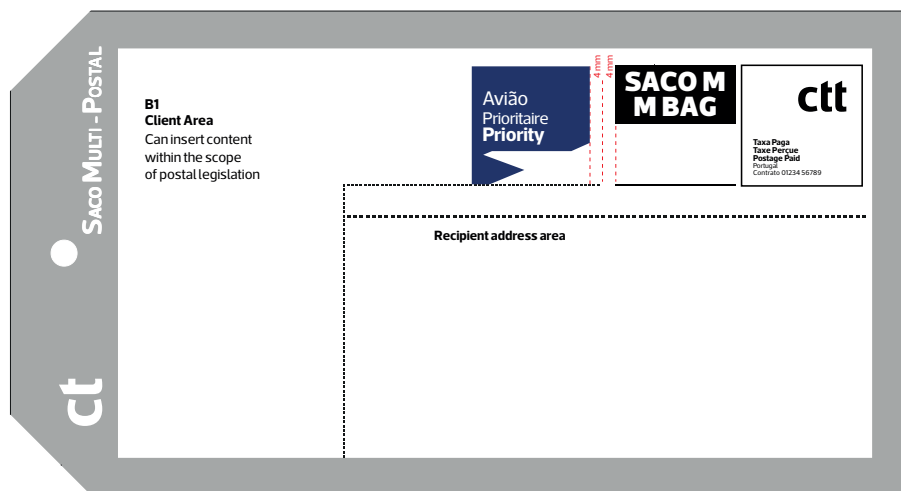 SACO MULTI - POSTAL
ct
B1
Client Area
Can insert content
within the scope
of postal legislation
Avião
Prioritaire
Priority
4 mm
4 mm
SACO M
M BAG
ctt
Taxa Paga
Taxe Perçue
Postage Paid
Portugal
Contrato 01234 56789
Recipient address area